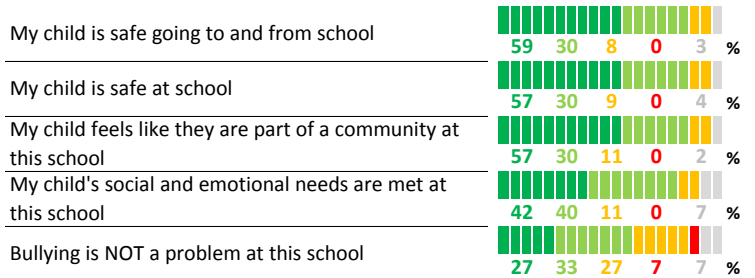 My child is safe going to and from school
59 30 8 0 3 %
My child is safe at school
57 30 9 0 4 %
My child feels like they are part of a community at
this school
57 30 11 0 2 %
My child's social and emotional needs are met at
this school
42 40 11 0 7 %
Bullying is NOT a problem at this school
27 33 27 7 7 %